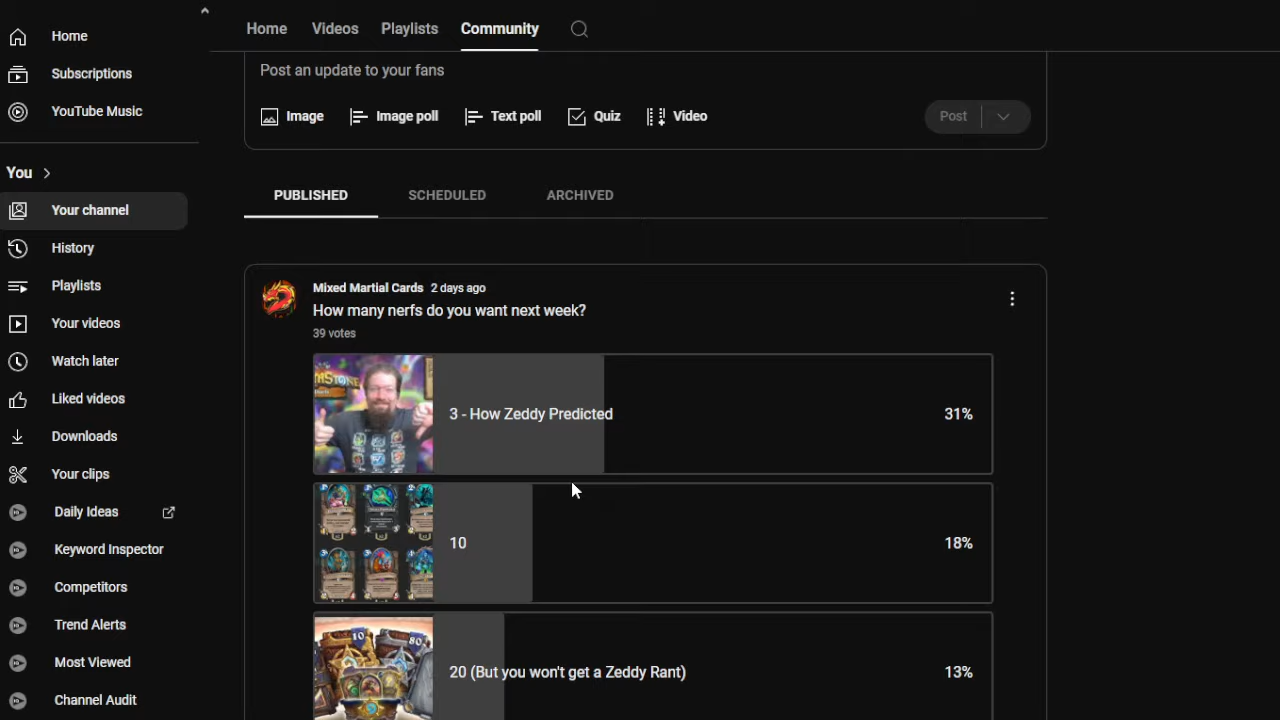 Home
Subscriptions
YouTube Music
You
Your channel
History
Playlists
Your videos
Watch later
Liked videos
Downloads
Your clips
Daily Ideas
Keyword Inspector
Competitors
Trend Alerts
Most Viewed
Channel Audit
Home Videos Playlists Community
Post an update to your fans
Image Image poll Text poll Quiz Video Post
PUBLISHED SCHEDULED ARCHIVED
Mixed Martial Cards 2 days ago
How many nerfs do you want next week?
39 votes
3 - How Zeddy Predicted 31%
10 18%
20 (But you won't get a Zeddy Rant) 13%
10 80